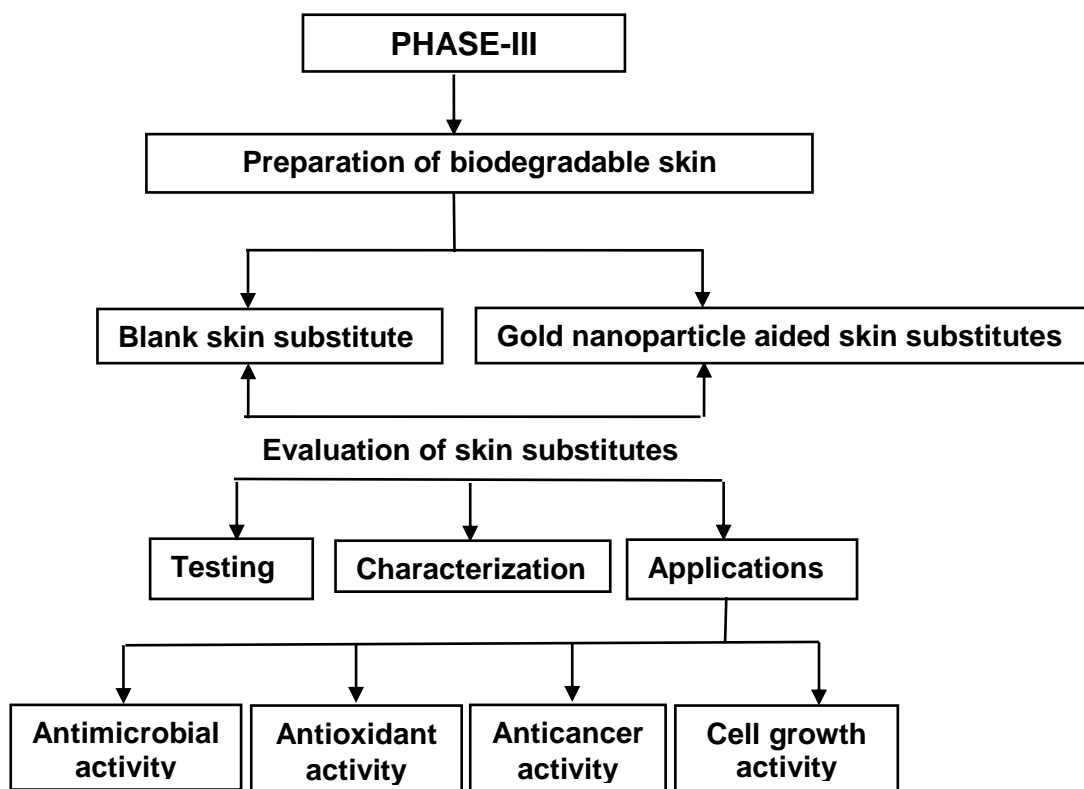 PHASE-III
Preparation of biodegradable skin
Blank skin substitute
Gold nanoparticle aided skin substitutes
Evaluation of skin substitutes
Testing
Characterization
Applications
Antimicrobial
activity
Antioxidant
activity
Anticancer
activity
Cell growth
activity